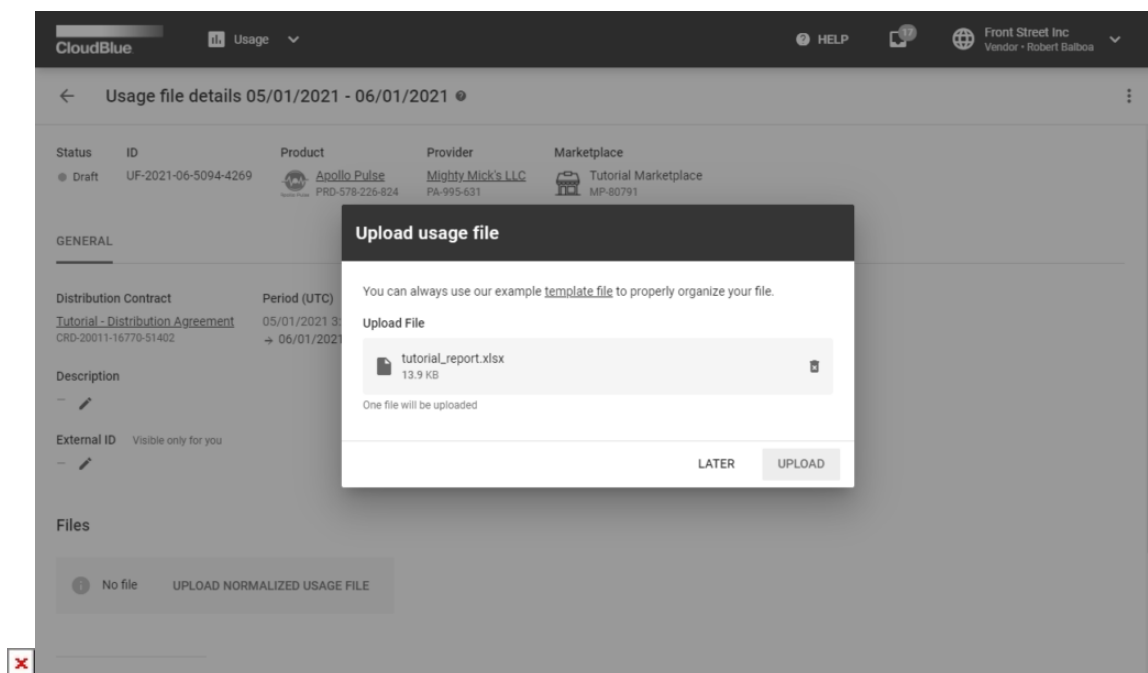 CloudBlue
Usage
HELP
17
Front Street Inc
Vendor • Robert Balboa
Usage file details 05/01/2021 - 06/01/2021
Status
ID
Product
Provider
Marketplace
Draft
UF-2021-06-5094-4269
Apollo Pulse
PRD-578-226-824
Mighty Mick's LLC
PA-995-631
Tutorial Marketplace
MP-80791
GENERAL
Distribution Contract
Period (UTC)
Tutorial - Distribution Agreement
05/01/2021 3:
CRD-20011-16770-51402
→ 06/01/2021
Description
–
External ID Visible only for you
–
Files
No file
UPLOAD NORMALIZED USAGE FILE
Upload usage file
You can always use our example template file to properly organize your file.
Upload File
tutorial_report.xlsx
13.9 KB
One file will be uploaded
LATER
UPLOAD